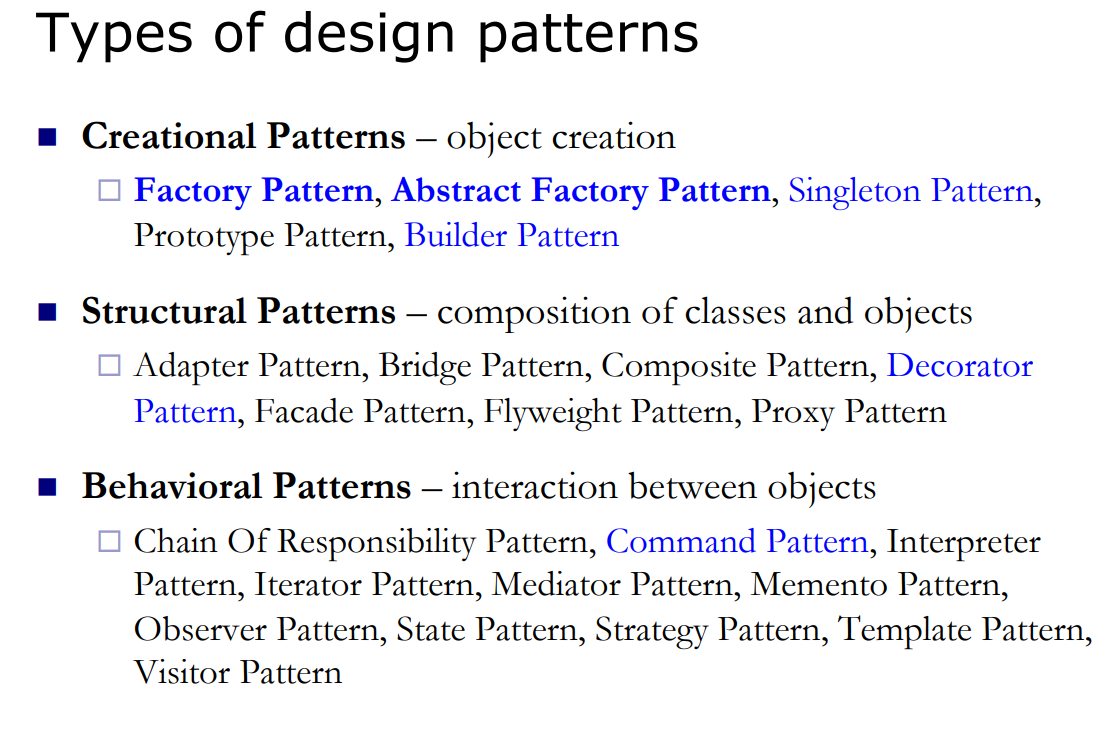 Types of design patterns
Creational Patterns – object creation
Factory Pattern, Abstract Factory Pattern, Singleton Pattern,
Prototype Pattern, Builder Pattern
Structural Patterns – composition of classes and objects
Adapter Pattern, Bridge Pattern, Composite Pattern, Decorator
Pattern, Facade Pattern, Flyweight Pattern, Proxy Pattern
Behavioral Patterns – interaction between objects
Chain Of Responsibility Pattern, Command Pattern, Interpreter
Pattern, Iterator Pattern, Mediator Pattern, Memento Pattern,
Observer Pattern, State Pattern, Strategy Pattern, Template Pattern,
Visitor Pattern